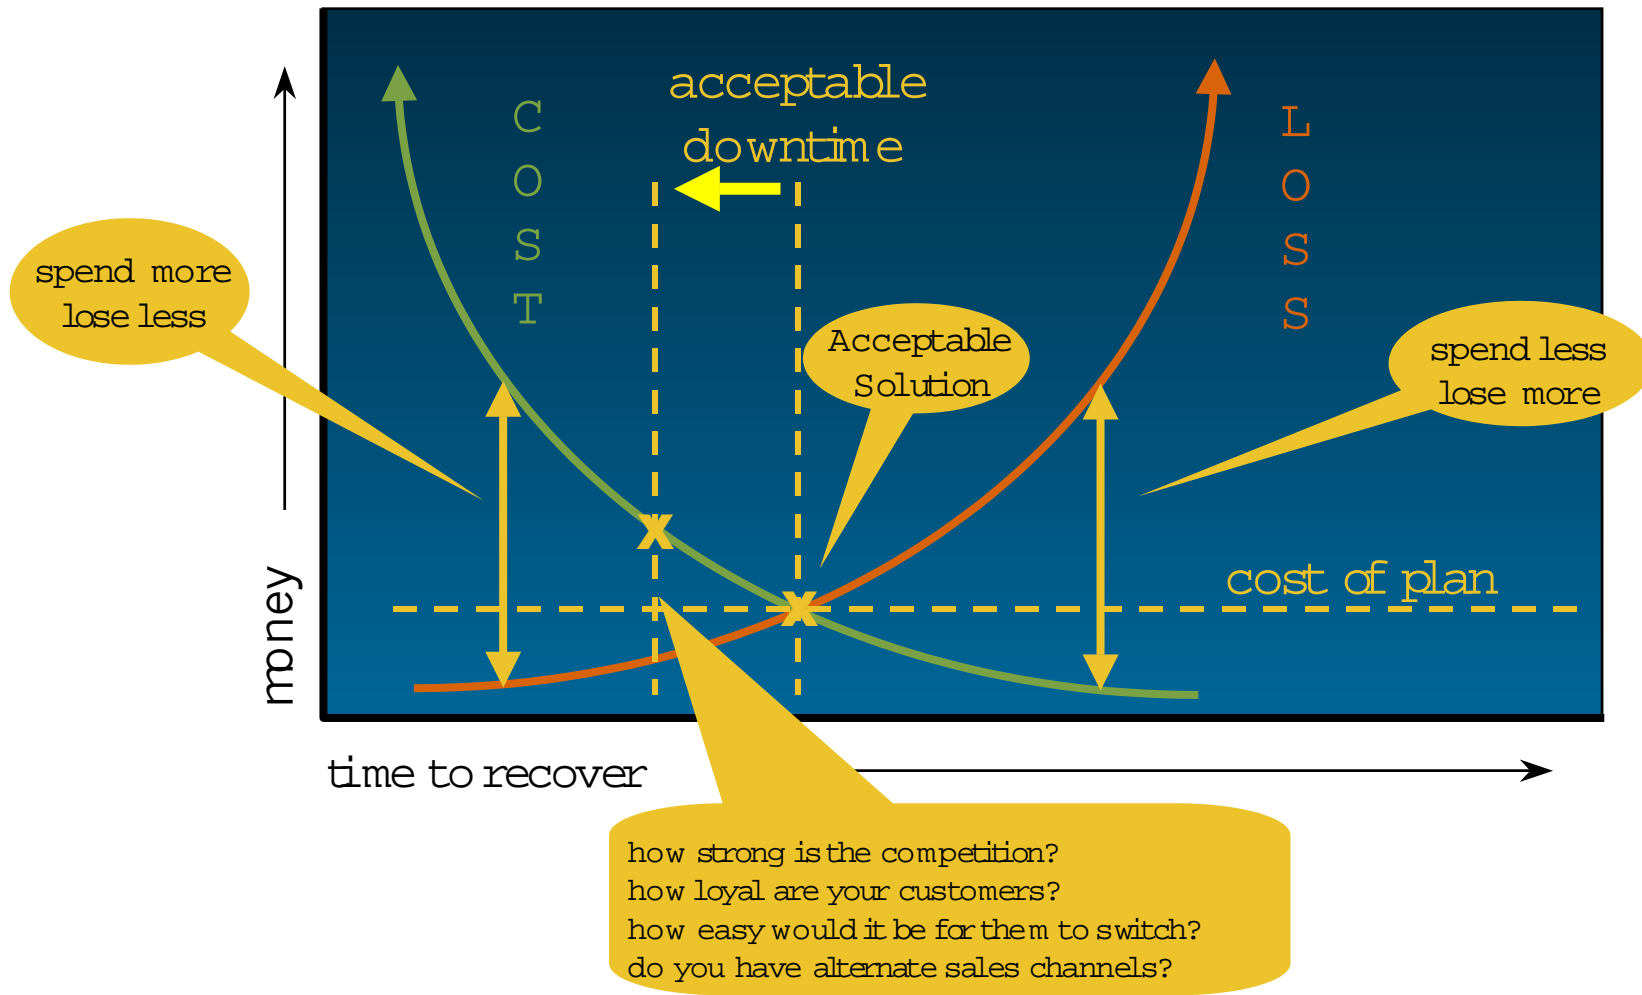 acceptable
downtime
C
O
S
T
L
O
S
S
spend more
lose less
Acceptable
Solution
spend less
lose more
x
x
cost of plan
money
time to recover
how strong is the competition?
how loyal are your customers?
how easy would it be for them to switch?
do you have alternate sales channels?